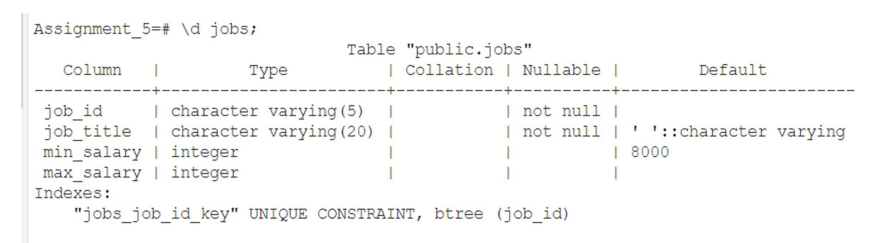 Assignment_5=# \d jobs;
Table "public.jobs"
Column | Type | Collation | Nullable | Default
------------+-----------------------+-----------+----------+-----------------------
job_id | character varying(5) | | not null |
job_title | character varying(20) | | not null | ' '::character varying
min_salary | integer | | | 8000
max_salary | integer | | |
Indexes:
"jobs_job_id_key" UNIQUE CONSTRAINT, btree (job_id)